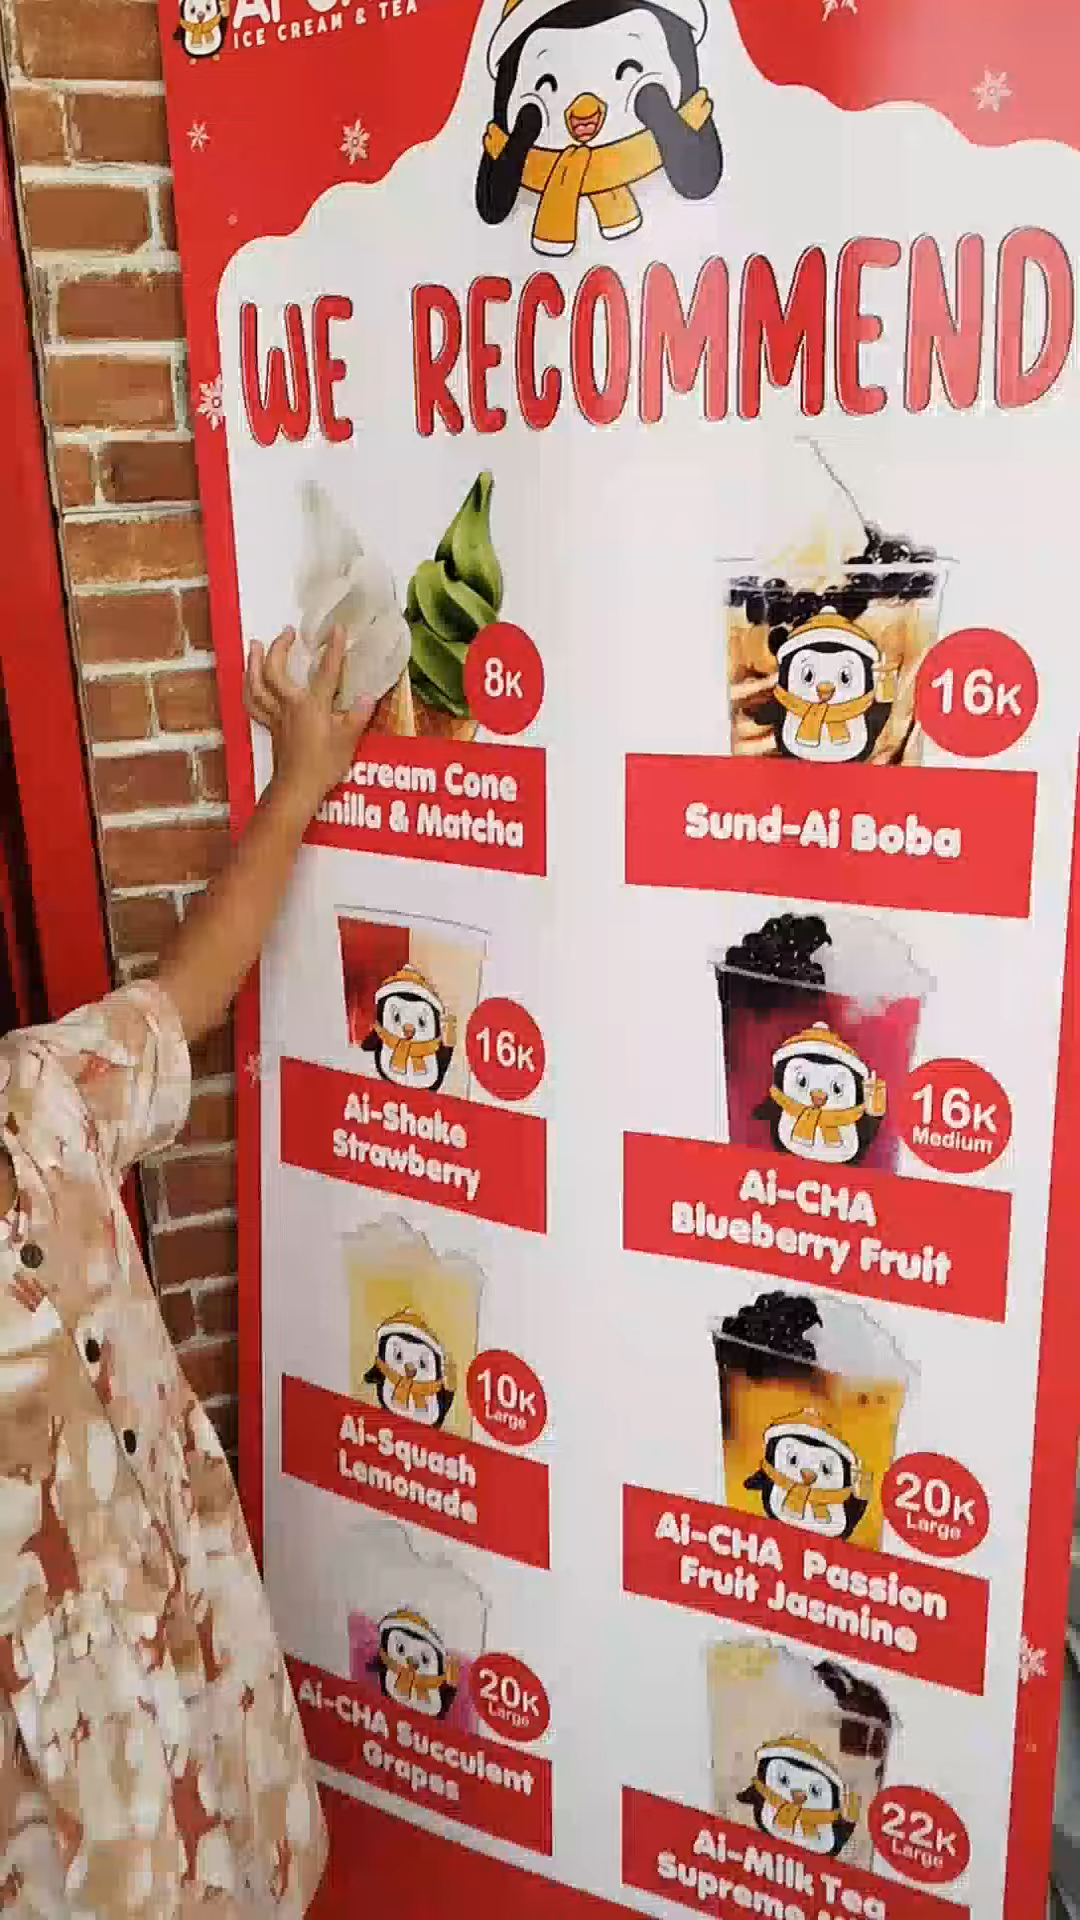 ICE CREAM & TEA
WE RECOMMEND
8K
Cone
& Matcha
16K
Sund-Ai Boba
16K
Ai-Shake
Strawberry
16K
Medium
Ai-CHA
Blueberry Fruit
10K
Large
Ai-Squash
Lemonade
20K
Large
Ai-CHA Passion
Fruit Jasmine
20K
Large
Ai-CHA Succulent
Grapes
22K
Large
Ai-Milk Tea
Supreme